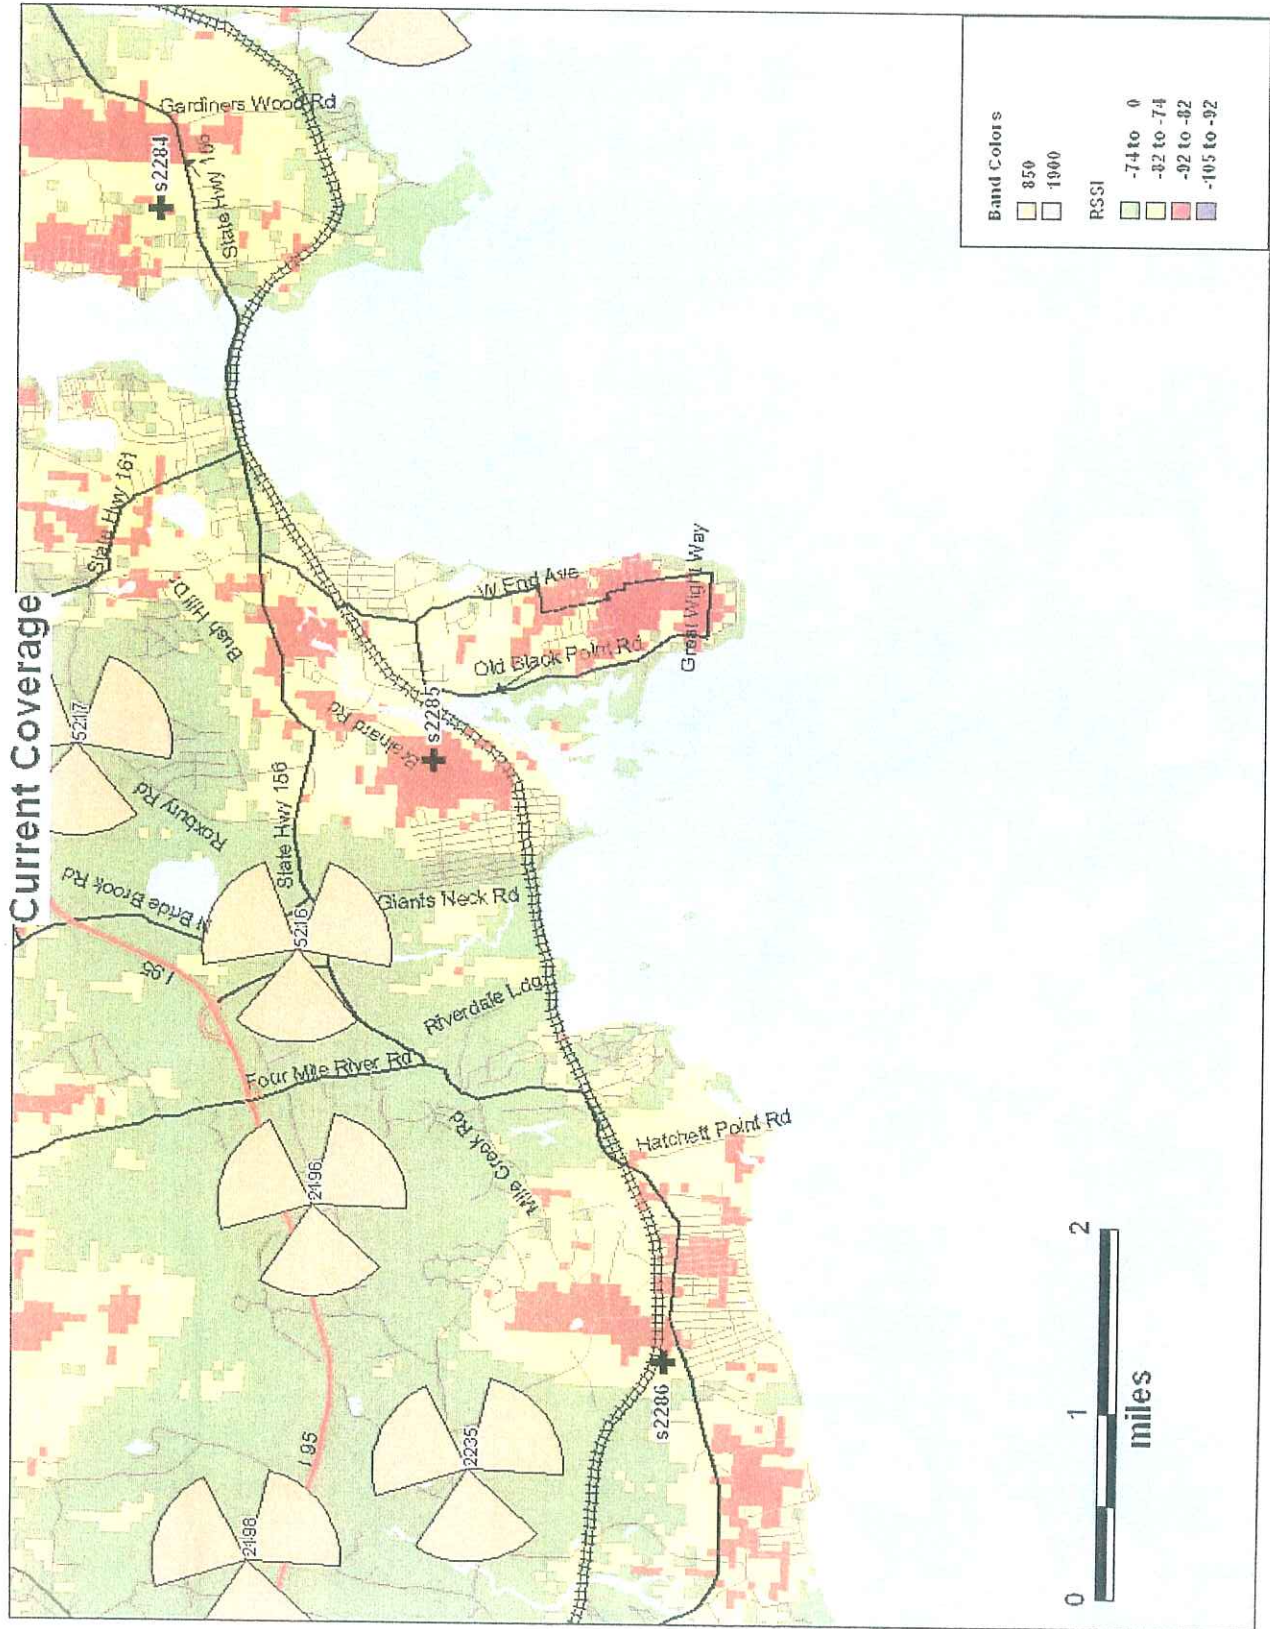 Current Coverage
Gardiners Wood Rd
s2284
State Hwy 156
State Hwy 161
Bush Hill Dr
5217
Roxbury Rd
N Bride Brook Rd
I 95
State Hwy 156
5216
Brainard Rd
s2285
W End Ave
Old Black Point Rd
Great Wight Way
Giants Neck Rd
Riverdale Ldg
Four Mile River Rd
2196
Mile Creek Rd
Hatchett Point Rd
I 95
2198
2235
s2286
0 1 2
miles
Band Colors
850
1900
RSSI
-74 to 0
-82 to -74
-92 to -82
-105 to -92